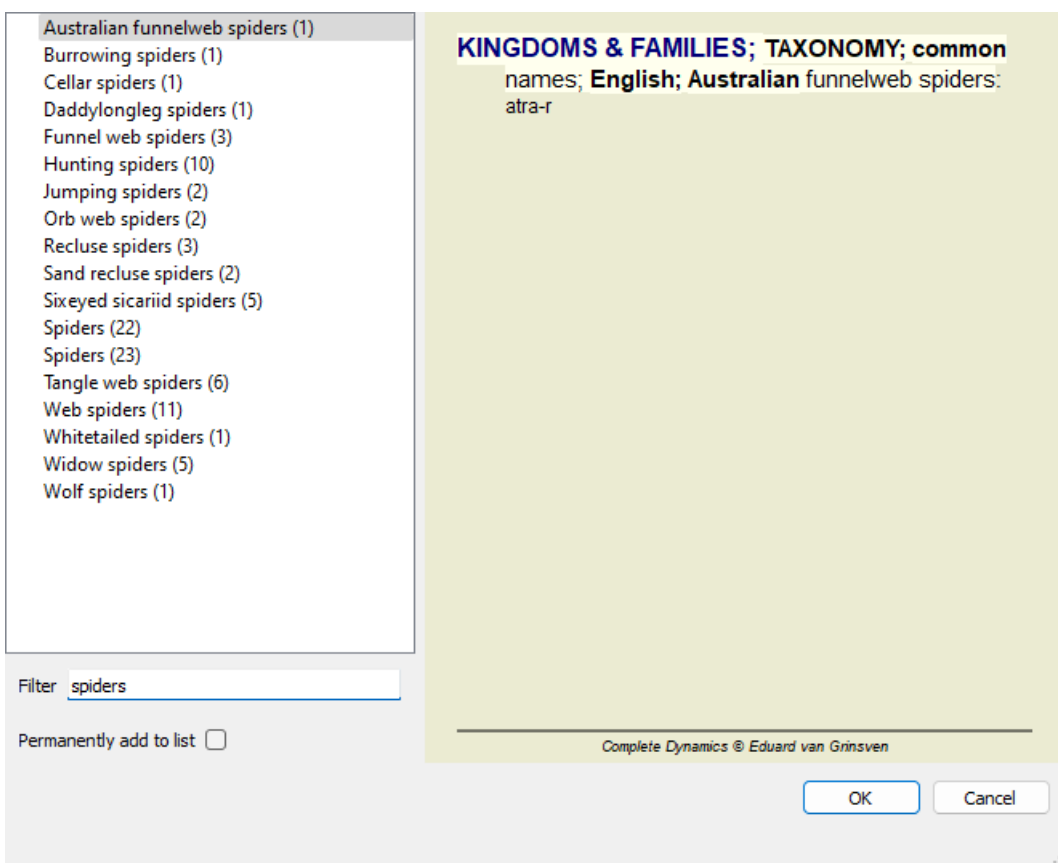 Australian funnelweb spiders (1)
Burrowing spiders (1)
Cellar spiders (1)
Daddylongleg spiders (1)
Funnel web spiders (3)
Hunting spiders (10)
Jumping spiders (2)
Orb web spiders (2)
Recluse spiders (3)
Sand recluse spiders (2)
Sixeyed sicariid spiders (5)
Spiders (22)
Spiders (23)
Tangle web spiders (6)
Web spiders (11)
Whitetailed spiders (1)
Widow spiders (5)
Wolf spiders (1)
Filter spiders
Permanently add to list
KINGDOMS & FAMILIES; TAXONOMY; common
names; English; Australian funnelweb spiders:
atra-r
Complete Dynamics © Eduard van Grinsven
OK Cancel